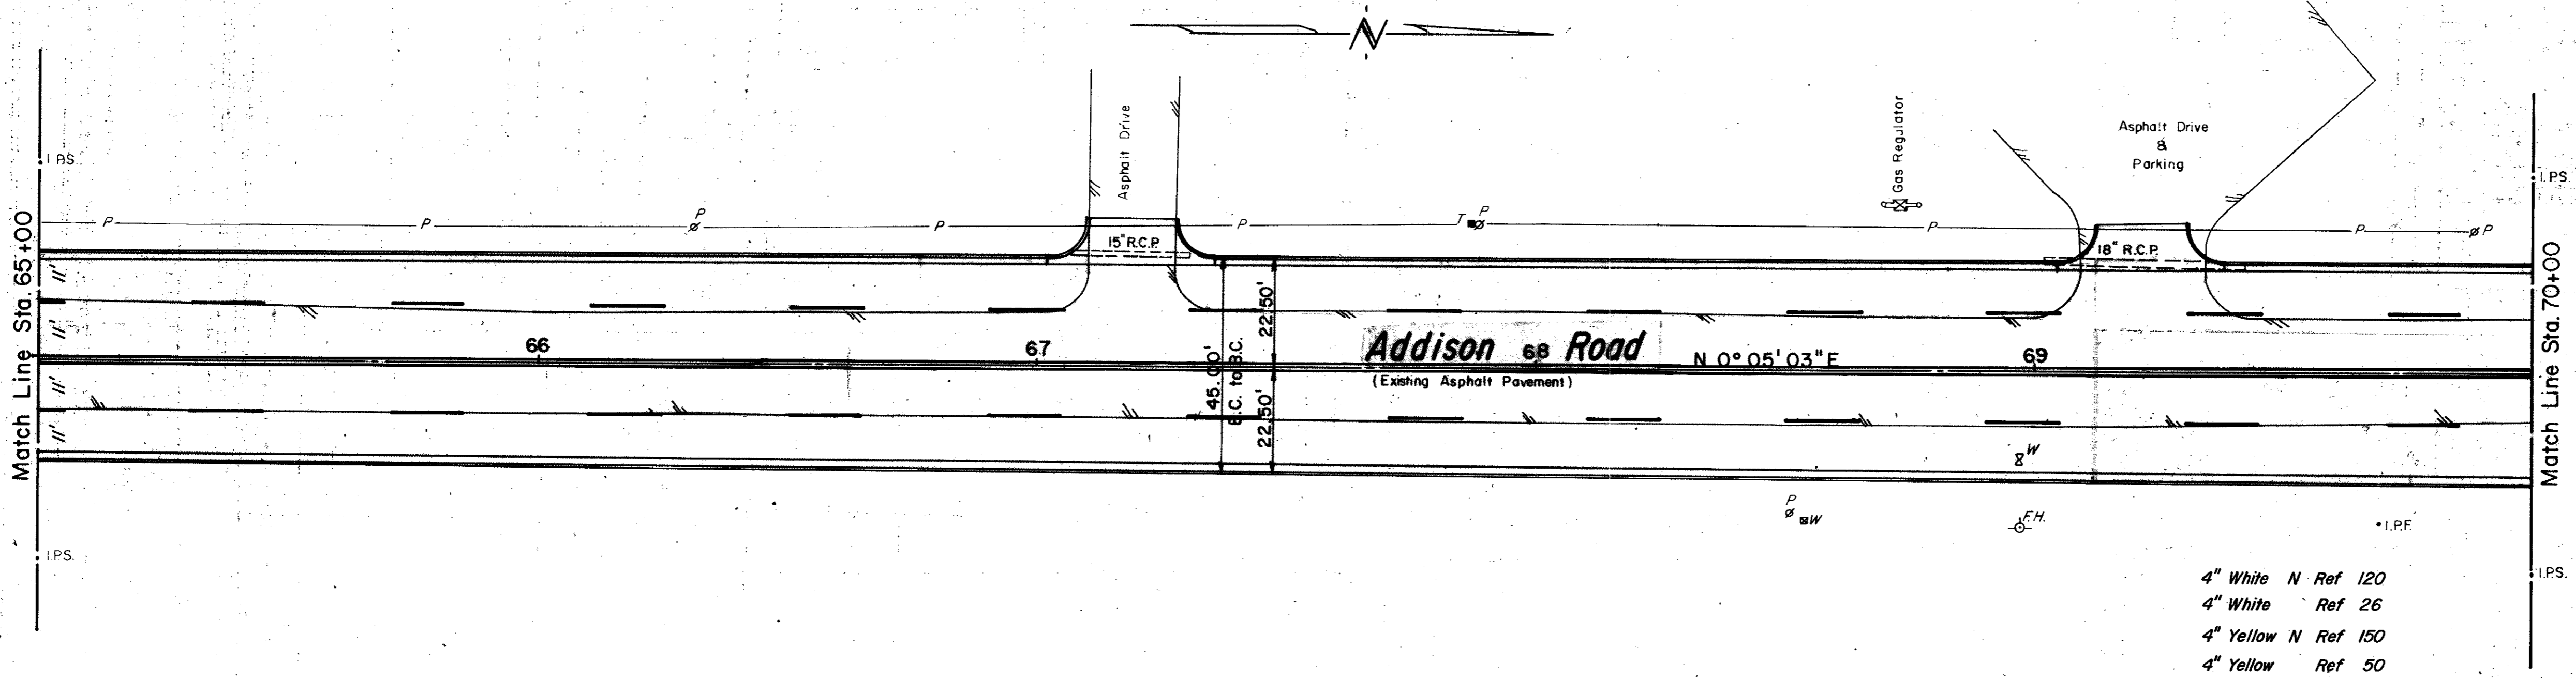 N
Asphalt Drive
Gas Regulator
Asphalt Drive
&
Parking
I.P.S.
I.P.S.
P
P
P
P
P
T
P
P
P
P
15" R.C.P.
18" R.C.P.
Match Line Sta. 65+00
11'
11'
11'
11'
66
67
22.50'
45.00'
B.C. to B.C.
22.50'
Addison 68 Road
(Existing Asphalt Pavement)
N 0° 05' 03" E
69
Match Line Sta. 70+00
W
P
W
F.H.
I.P.F.
I.P.S.
I.P.S.
4" White N Ref 120
4" White Ref 26
4" Yellow N Ref 150
4" Yellow Ref 50